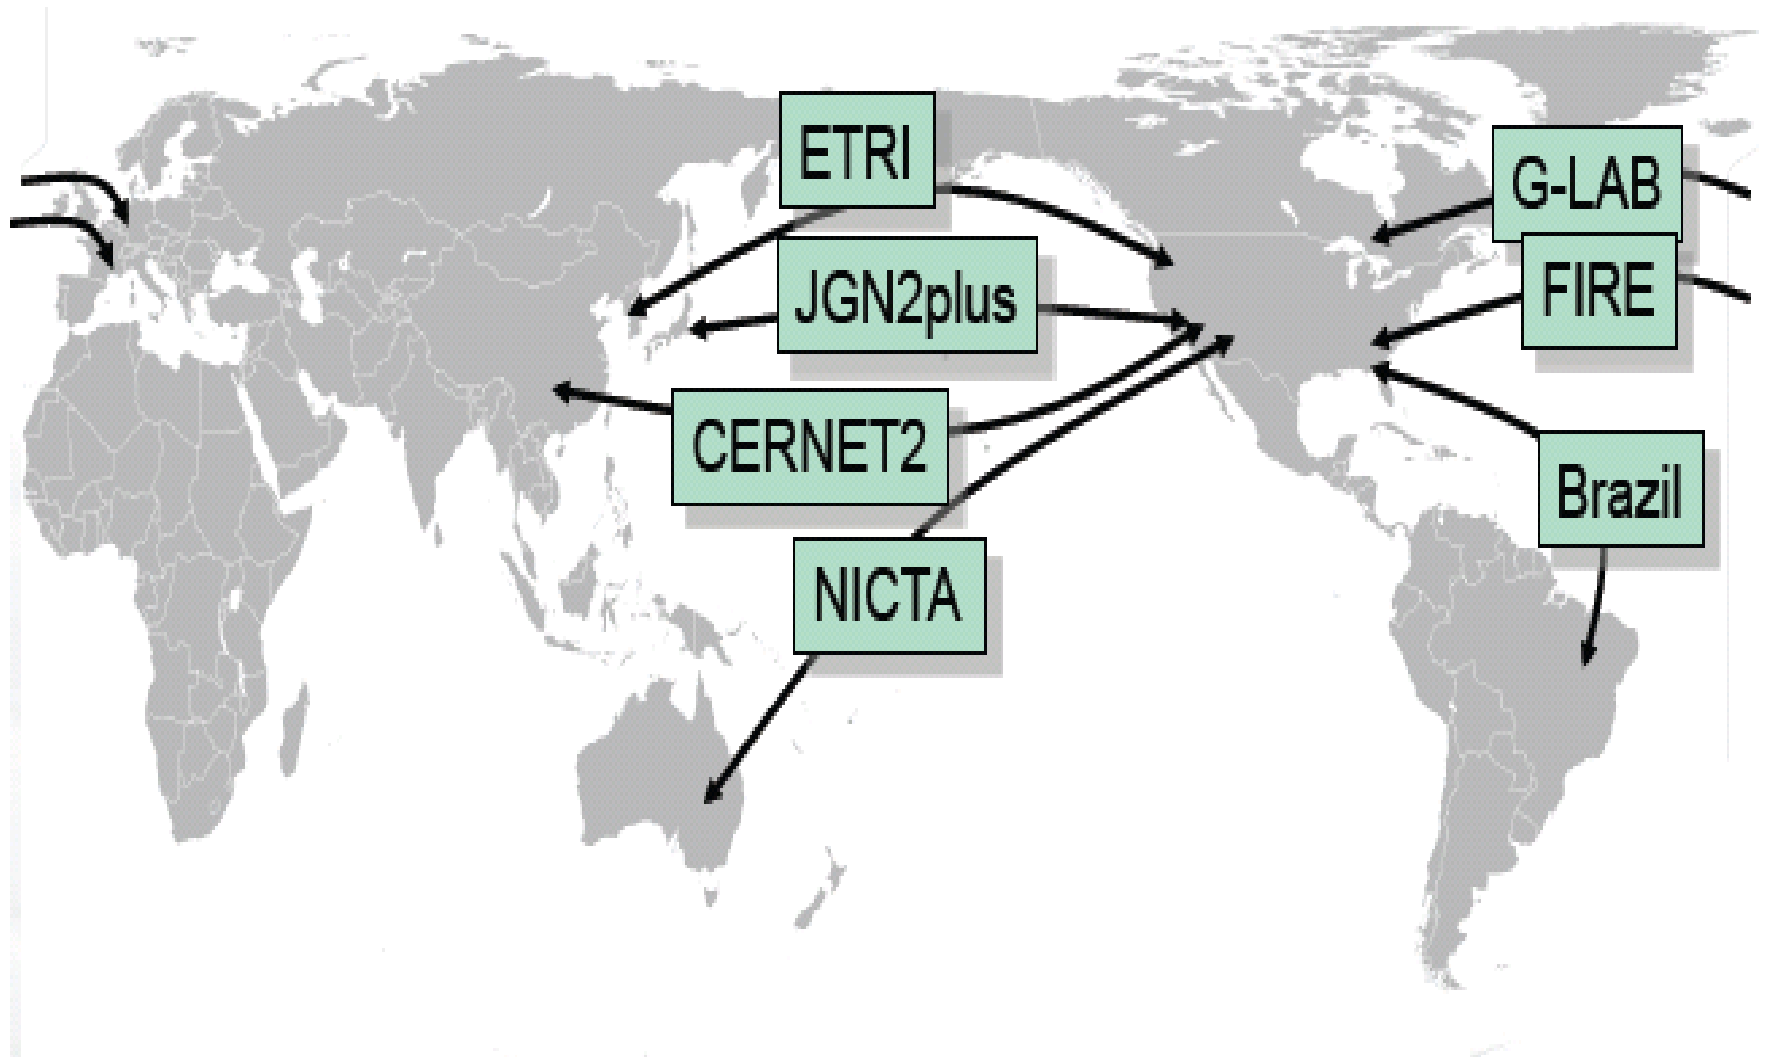 ETRI
G-LAB
JGN2plus
FIRE
CERNET2
Brazil
NICTA